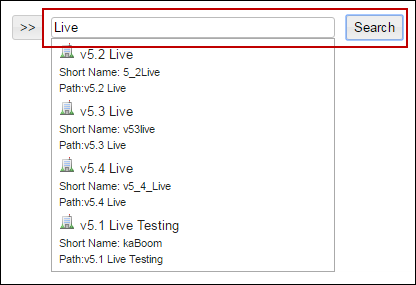 >> Live Search
v5.2 Live
Short Name: 5_2Live
Path:v5.2 Live
v5.3 Live
Short Name: v53live
Path:v5.3 Live
v5.4 Live
Short Name: v5_4_Live
Path:v5.4 Live
v5.1 Live Testing
Short Name: kaBoom
Path:v5.1 Live Testing